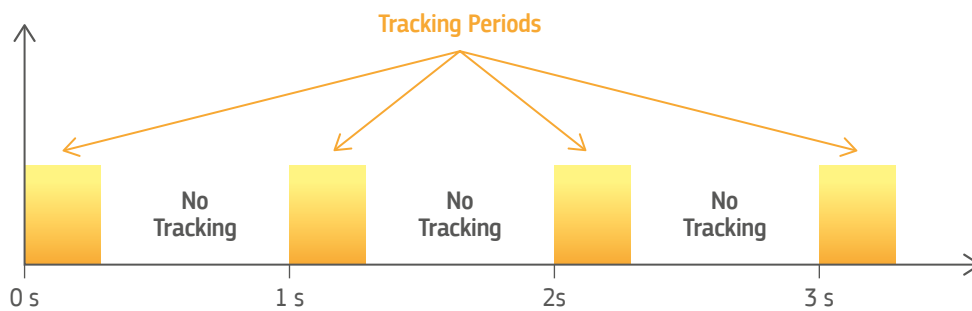 Tracking Periods
No
Tracking
No
Tracking
No
Tracking
0 s
1 s
2s
3 s